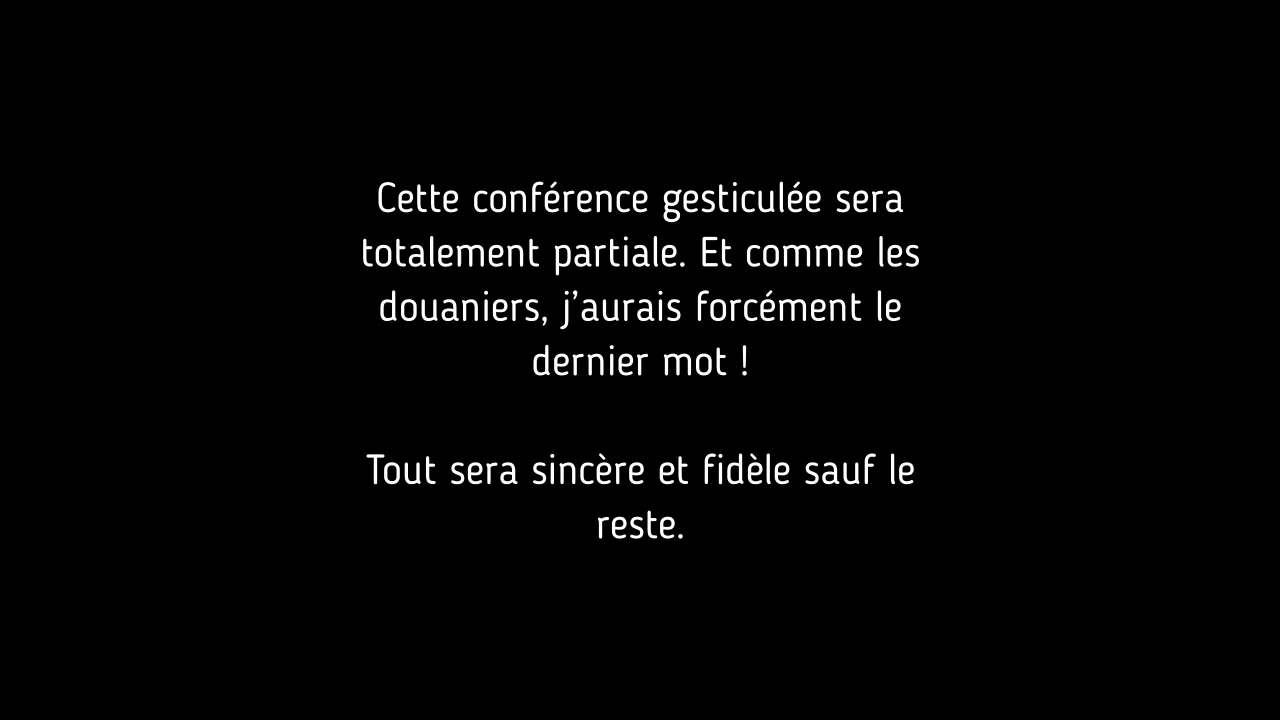 Cette conférence gesticulée sera
totalement partiale. Et comme les
douaniers, j’aurais forcément le
dernier mot !
Tout sera sincère et fidèle sauf le
reste.